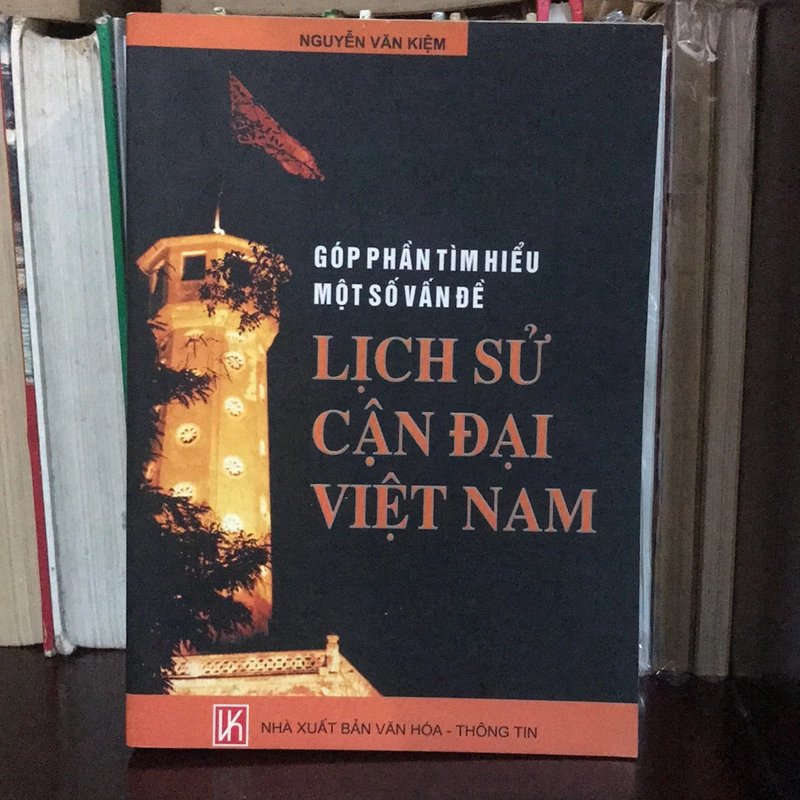 NGUYỄN VĂN KIỆM
GÓP PHẦN TÌM HIỂU
MỘT SỐ VẤN ĐỀ
LỊCH SỬ
CẬN ĐẠI
VIỆT NAM
NHÀ XUẤT BẢN VĂN HÓA - THÔNG TIN